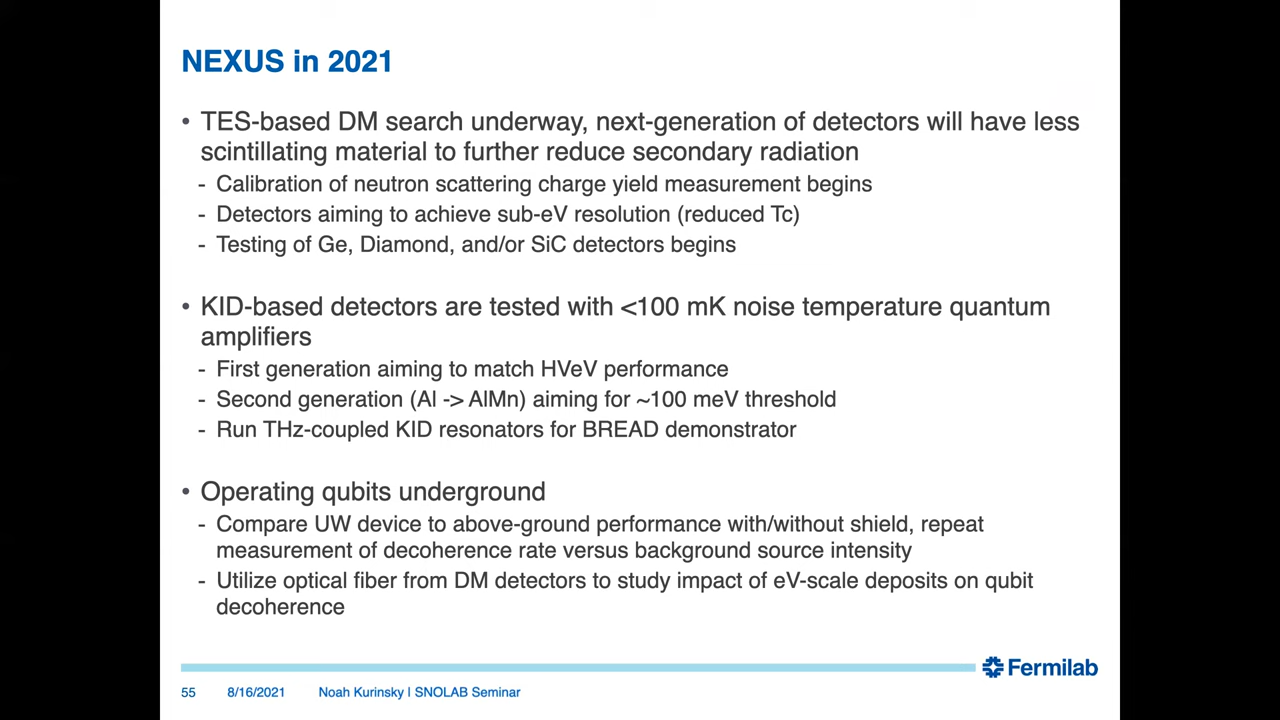 NEXUS in 2021
• TES-based DM search underway, next-generation of detectors will have less
scintillating material to further reduce secondary radiation
- Calibration of neutron scattering charge yield measurement begins
- Detectors aiming to achieve sub-eV resolution (reduced Tc)
- Testing of Ge, Diamond, and/or SiC detectors begins
• KID-based detectors are tested with <100 mK noise temperature quantum
amplifiers
- First generation aiming to match HVeV performance
- Second generation (Al -> AlMn) aiming for ~100 meV threshold
- Run THz-coupled KID resonators for BREAD demonstrator
• Operating qubits underground
- Compare UW device to above-ground performance with/without shield, repeat
measurement of decoherence rate versus background source intensity
- Utilize optical fiber from DM detectors to study impact of eV-scale deposits on qubit
decoherence
Fermilab
55 8/16/2021 Noah Kurinsky | SNOLAB Seminar